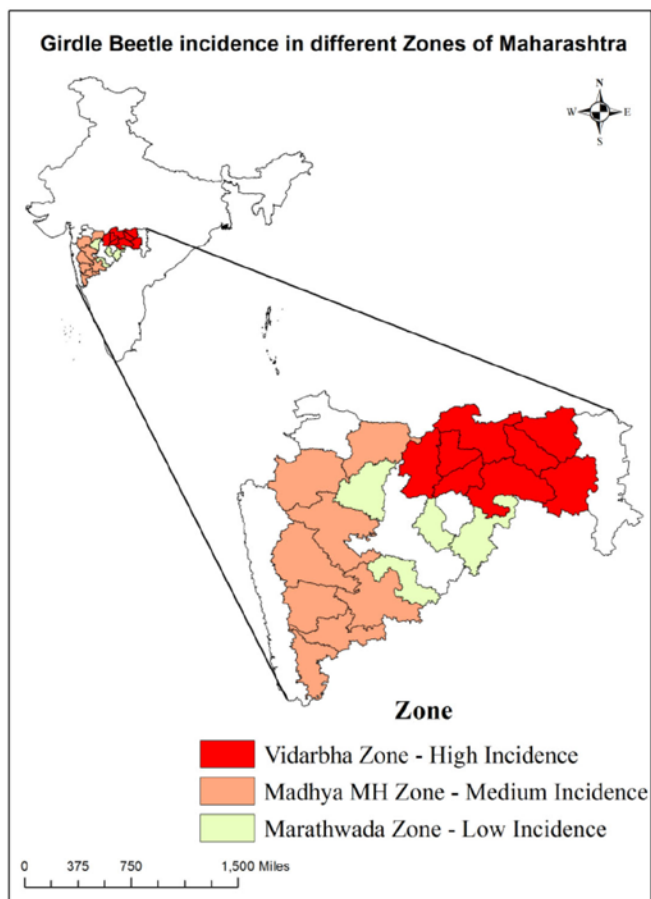 Girdle Beetle incidence in different Zones of Maharashtra
N
W E
S
Zone
Vidarbha Zone - High Incidence
Madhya MH Zone - Medium Incidence
Marathwada Zone - Low Incidence
0 375 750 1,500 Miles